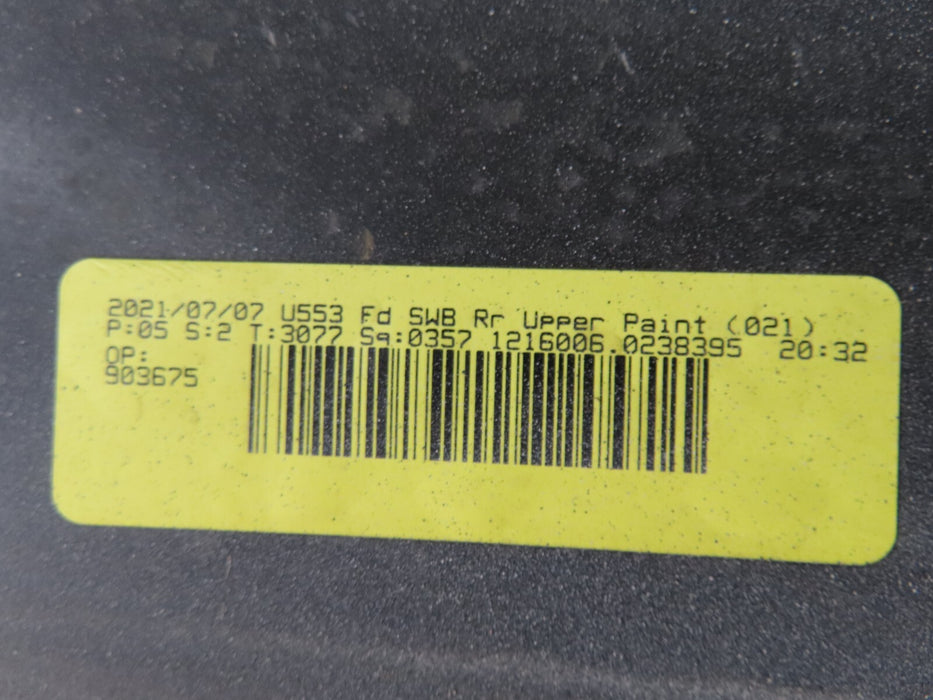 2021/07/07 U553 Fd SWB Rr Upper Paint (021)
P:05 S:2 T:3077 Sq:0357 1216006.0238395 20:32
OP:
903675